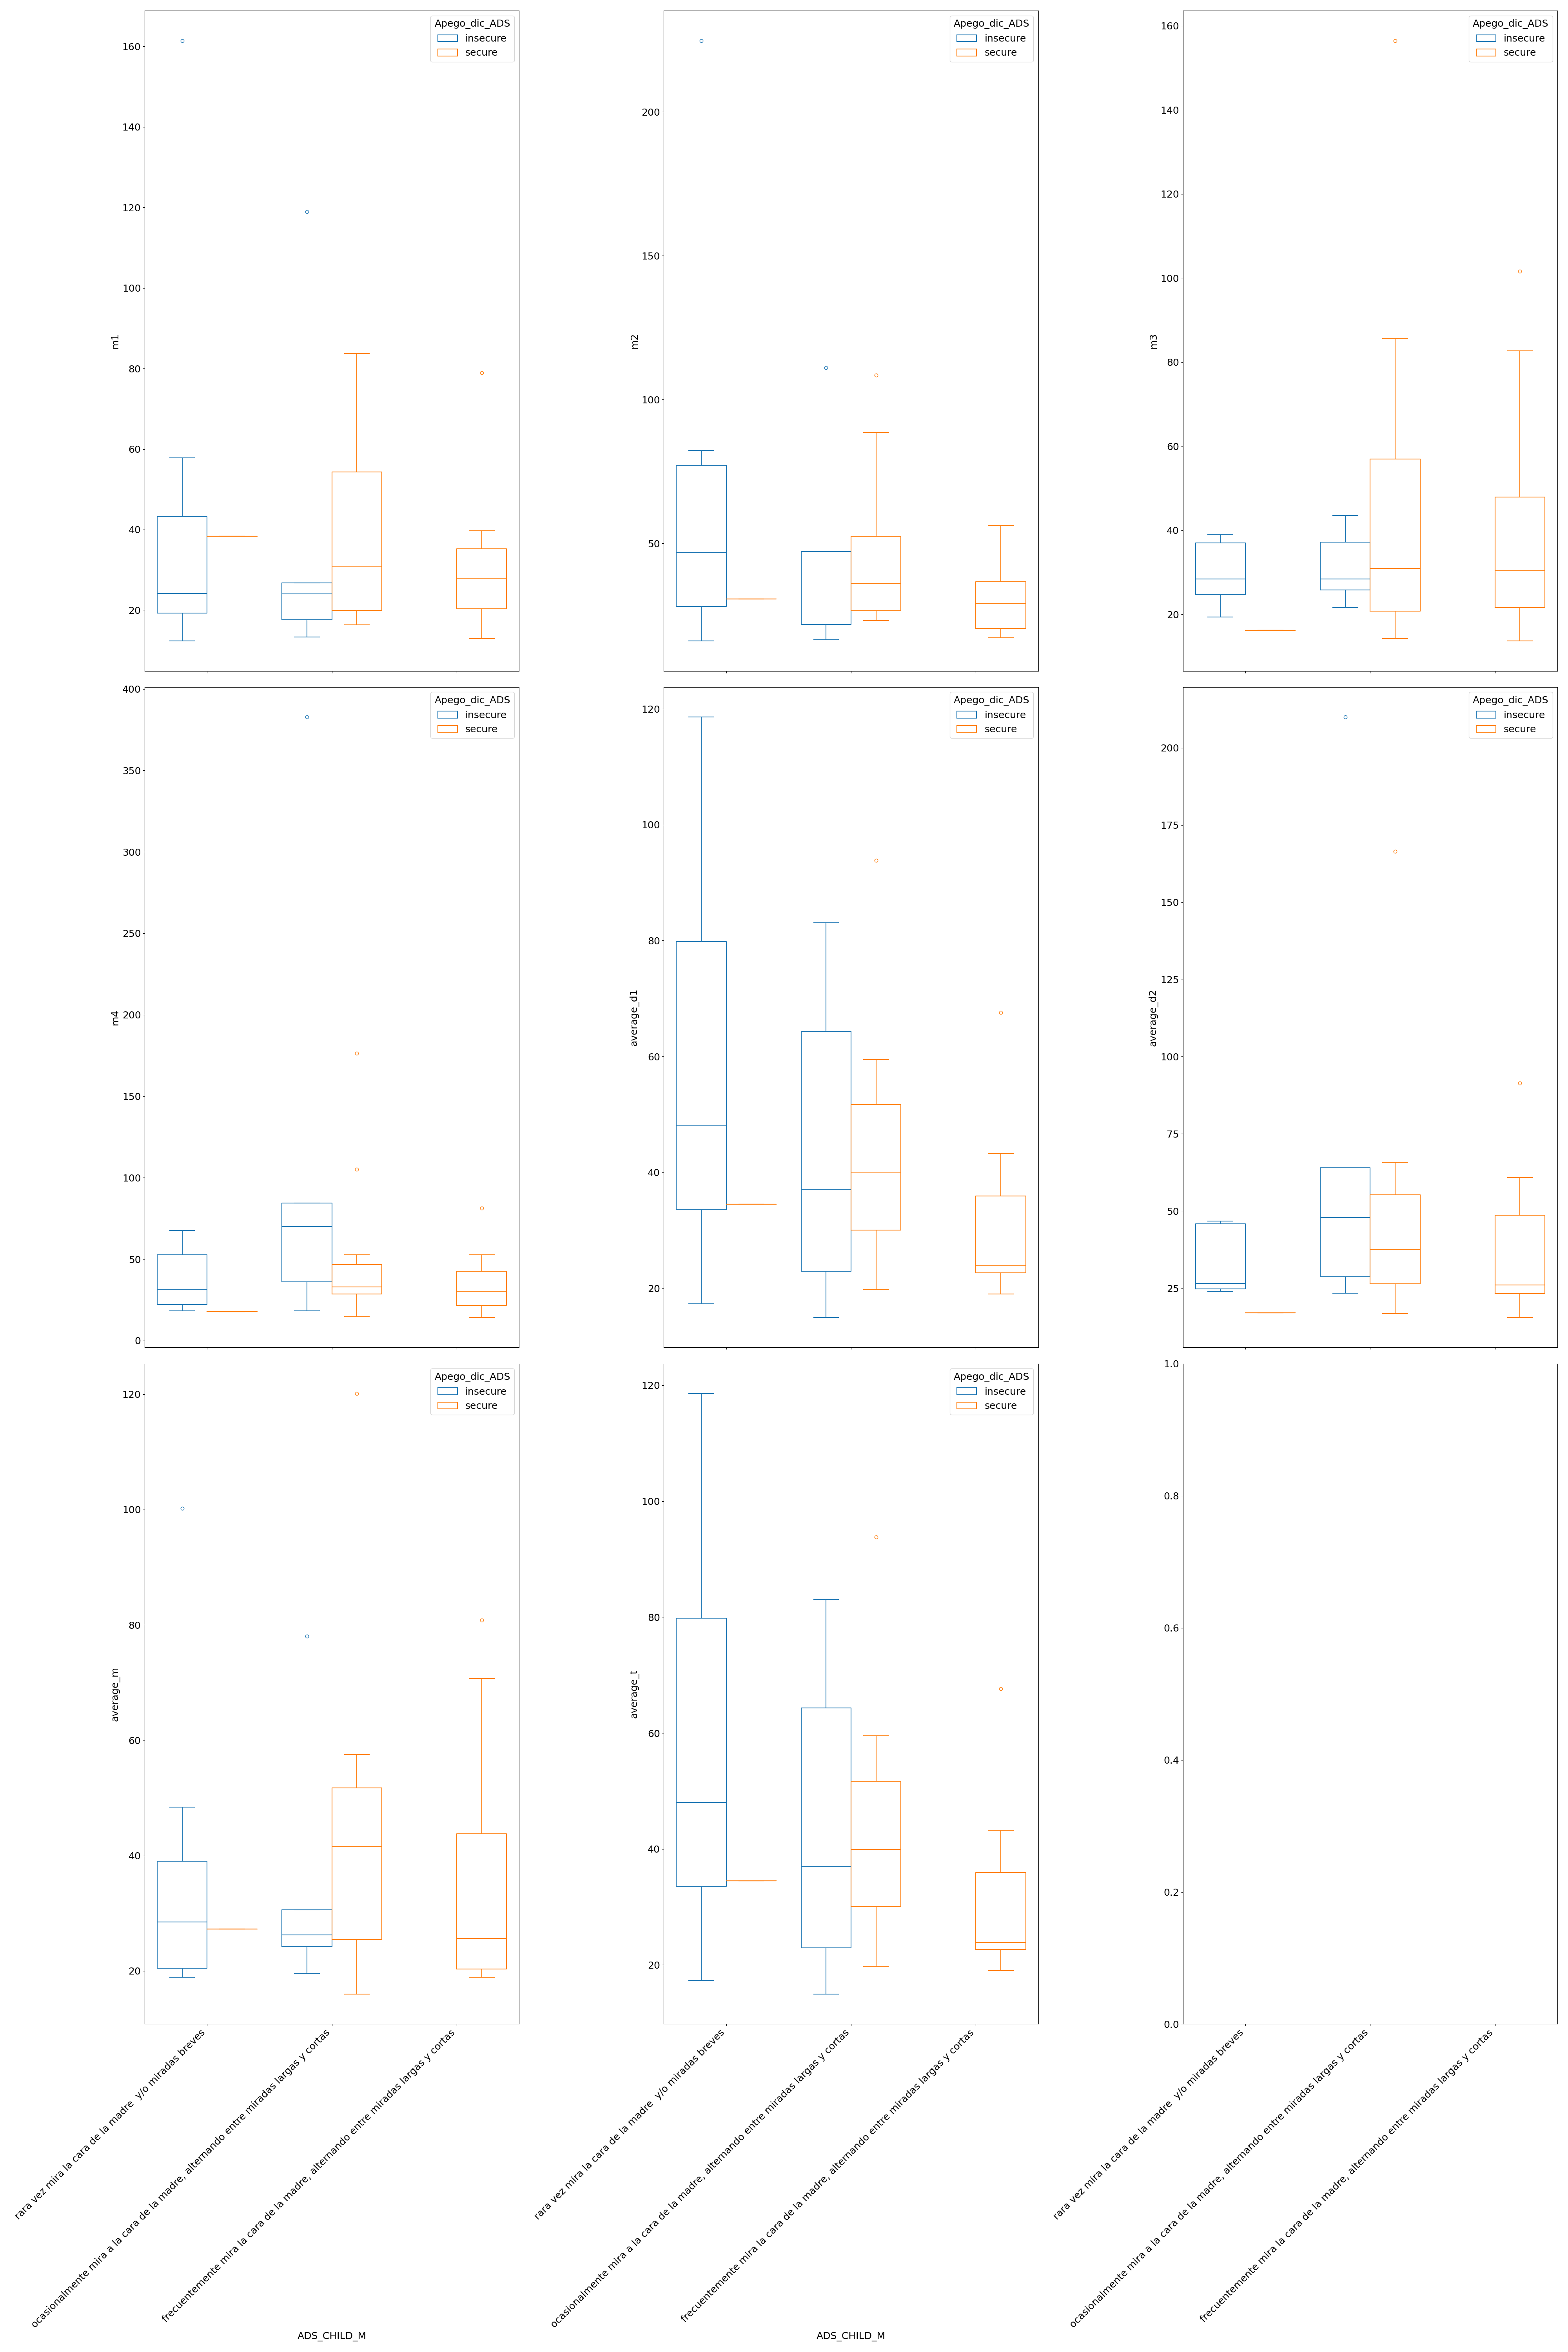 Apego_dic_ADS
insecure
secure
160
140
120
100
80
60
40
20
m1
Apego_dic_ADS
insecure
secure
200
150
100
50
m2
Apego_dic_ADS
insecure
secure
160
140
120
100
80
60
40
20
m3
Apego_dic_ADS
insecure
secure
400
350
300
250
200
150
100
50
0
m4
Apego_dic_ADS
insecure
secure
120
100
80
60
40
20
average_d1
Apego_dic_ADS
insecure
secure
200
175
150
125
100
75
50
25
average_d2
Apego_dic_ADS
insecure
secure
120
100
80
60
40
20
average_m
rara vez mira la cara de la madre  y/o miradas breves
ocasionalmente mira a la cara de la madre, alternando entre miradas largas y cortas
frecuentemente mira la cara de la madre, alternando entre miradas largas y cortas
ADS_CHILD_M
Apego_dic_ADS
insecure
secure
120
100
80
60
40
20
average_t
rara vez mira la cara de la madre  y/o miradas breves
ocasionalmente mira a la cara de la madre, alternando entre miradas largas y cortas
frecuentemente mira la cara de la madre, alternando entre miradas largas y cortas
ADS_CHILD_M
1.0
0.8
0.6
0.4
0.2
0.0
rara vez mira la cara de la madre  y/o miradas breves
ocasionalmente mira a la cara de la madre, alternando entre miradas largas y cortas
frecuentemente mira la cara de la madre, alternando entre miradas largas y cortas